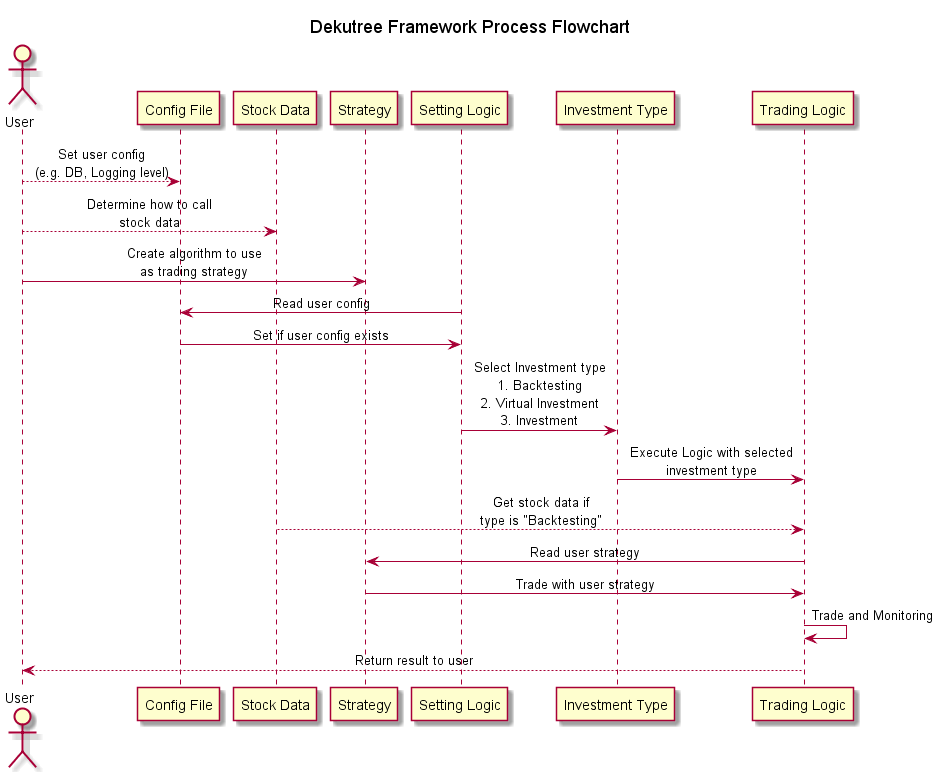 Dekutree Framework Process Flowchart
User
Config File
Stock Data
Strategy
Setting Logic
Investment Type
Trading Logic
Set user config
(e.g. DB, Logging level)
Determine how to call
stock data
Create algorithm to use
as trading strategy
Read user config
Set if user config exists
Select Investment type
1. Backtesting
2. Virtual Investment
3. Investment
Execute Logic with selected
investment type
Get stock data if
type is "Backtesting"
Read user strategy
Trade with user strategy
Trade and Monitoring
Return result to user
User
Config File
Stock Data
Strategy
Setting Logic
Investment Type
Trading Logic